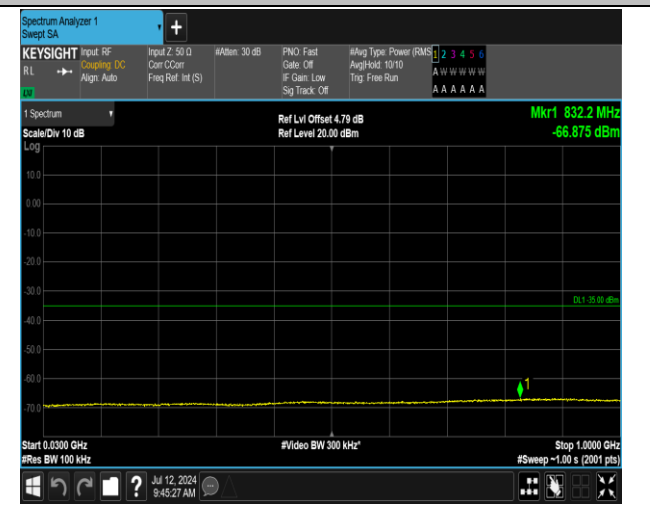 Spectrum Analyzer 1
Swept SA
+
KEYSIGHT Input: RF Input Z: 50 Ω #Atten: 30 dB PNO: Fast #Avg Type: Power (RMS 1 2 3 4 5 6
RL Coupling: DC Corr CCorr Gate: Off Avg|Hold: 10/10 A W W W W W
Align: Auto Freq Ref: Int (S) IF Gain: Low Trig: Free Run
Sig Track: Off A A A A A A
1 Spectrum Ref Lvl Offset 4.79 dB Mkr1 832.2 MHz
Scale/Div 10 dB Ref Level 20.00 dBm -66.875 dBm
Log
10.0
0.00
-10.0
-20.0
-30.0
DL1 -35.00 dBm
-40.0
-50.0
-60.0
1
-70.0
Start 0.0300 GHz #Video BW 300 kHz* Stop 1.0000 GHz
#Res BW 100 kHz #Sweep ~1.00 s (2001 pts)
? Jul 12, 2024
9:45:27 AM